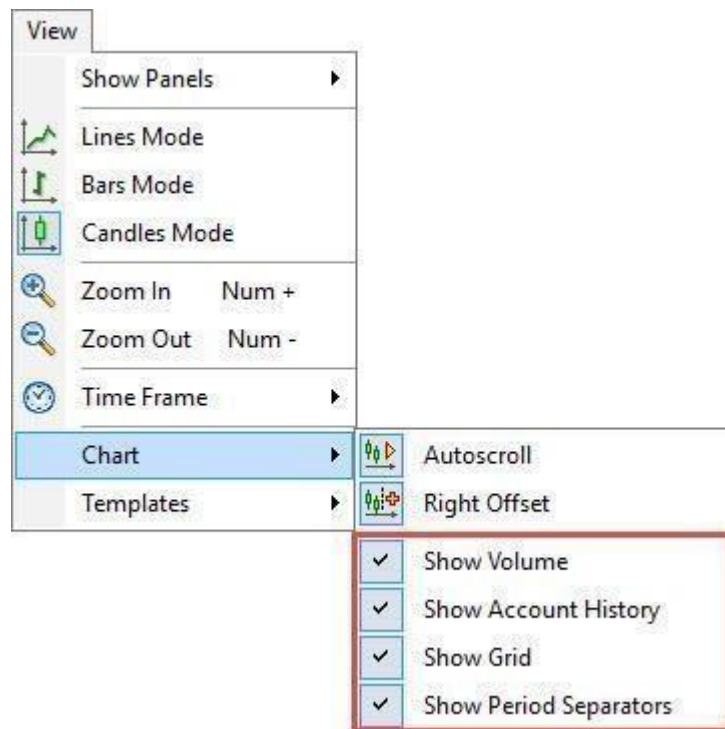 View
Show Panels
Lines Mode
Bars Mode
Candles Mode
Zoom In Num +
Zoom Out Num -
Time Frame
Chart
Templates
Autoscroll
Right Offset
Show Volume
Show Account History
Show Grid
Show Period Separators